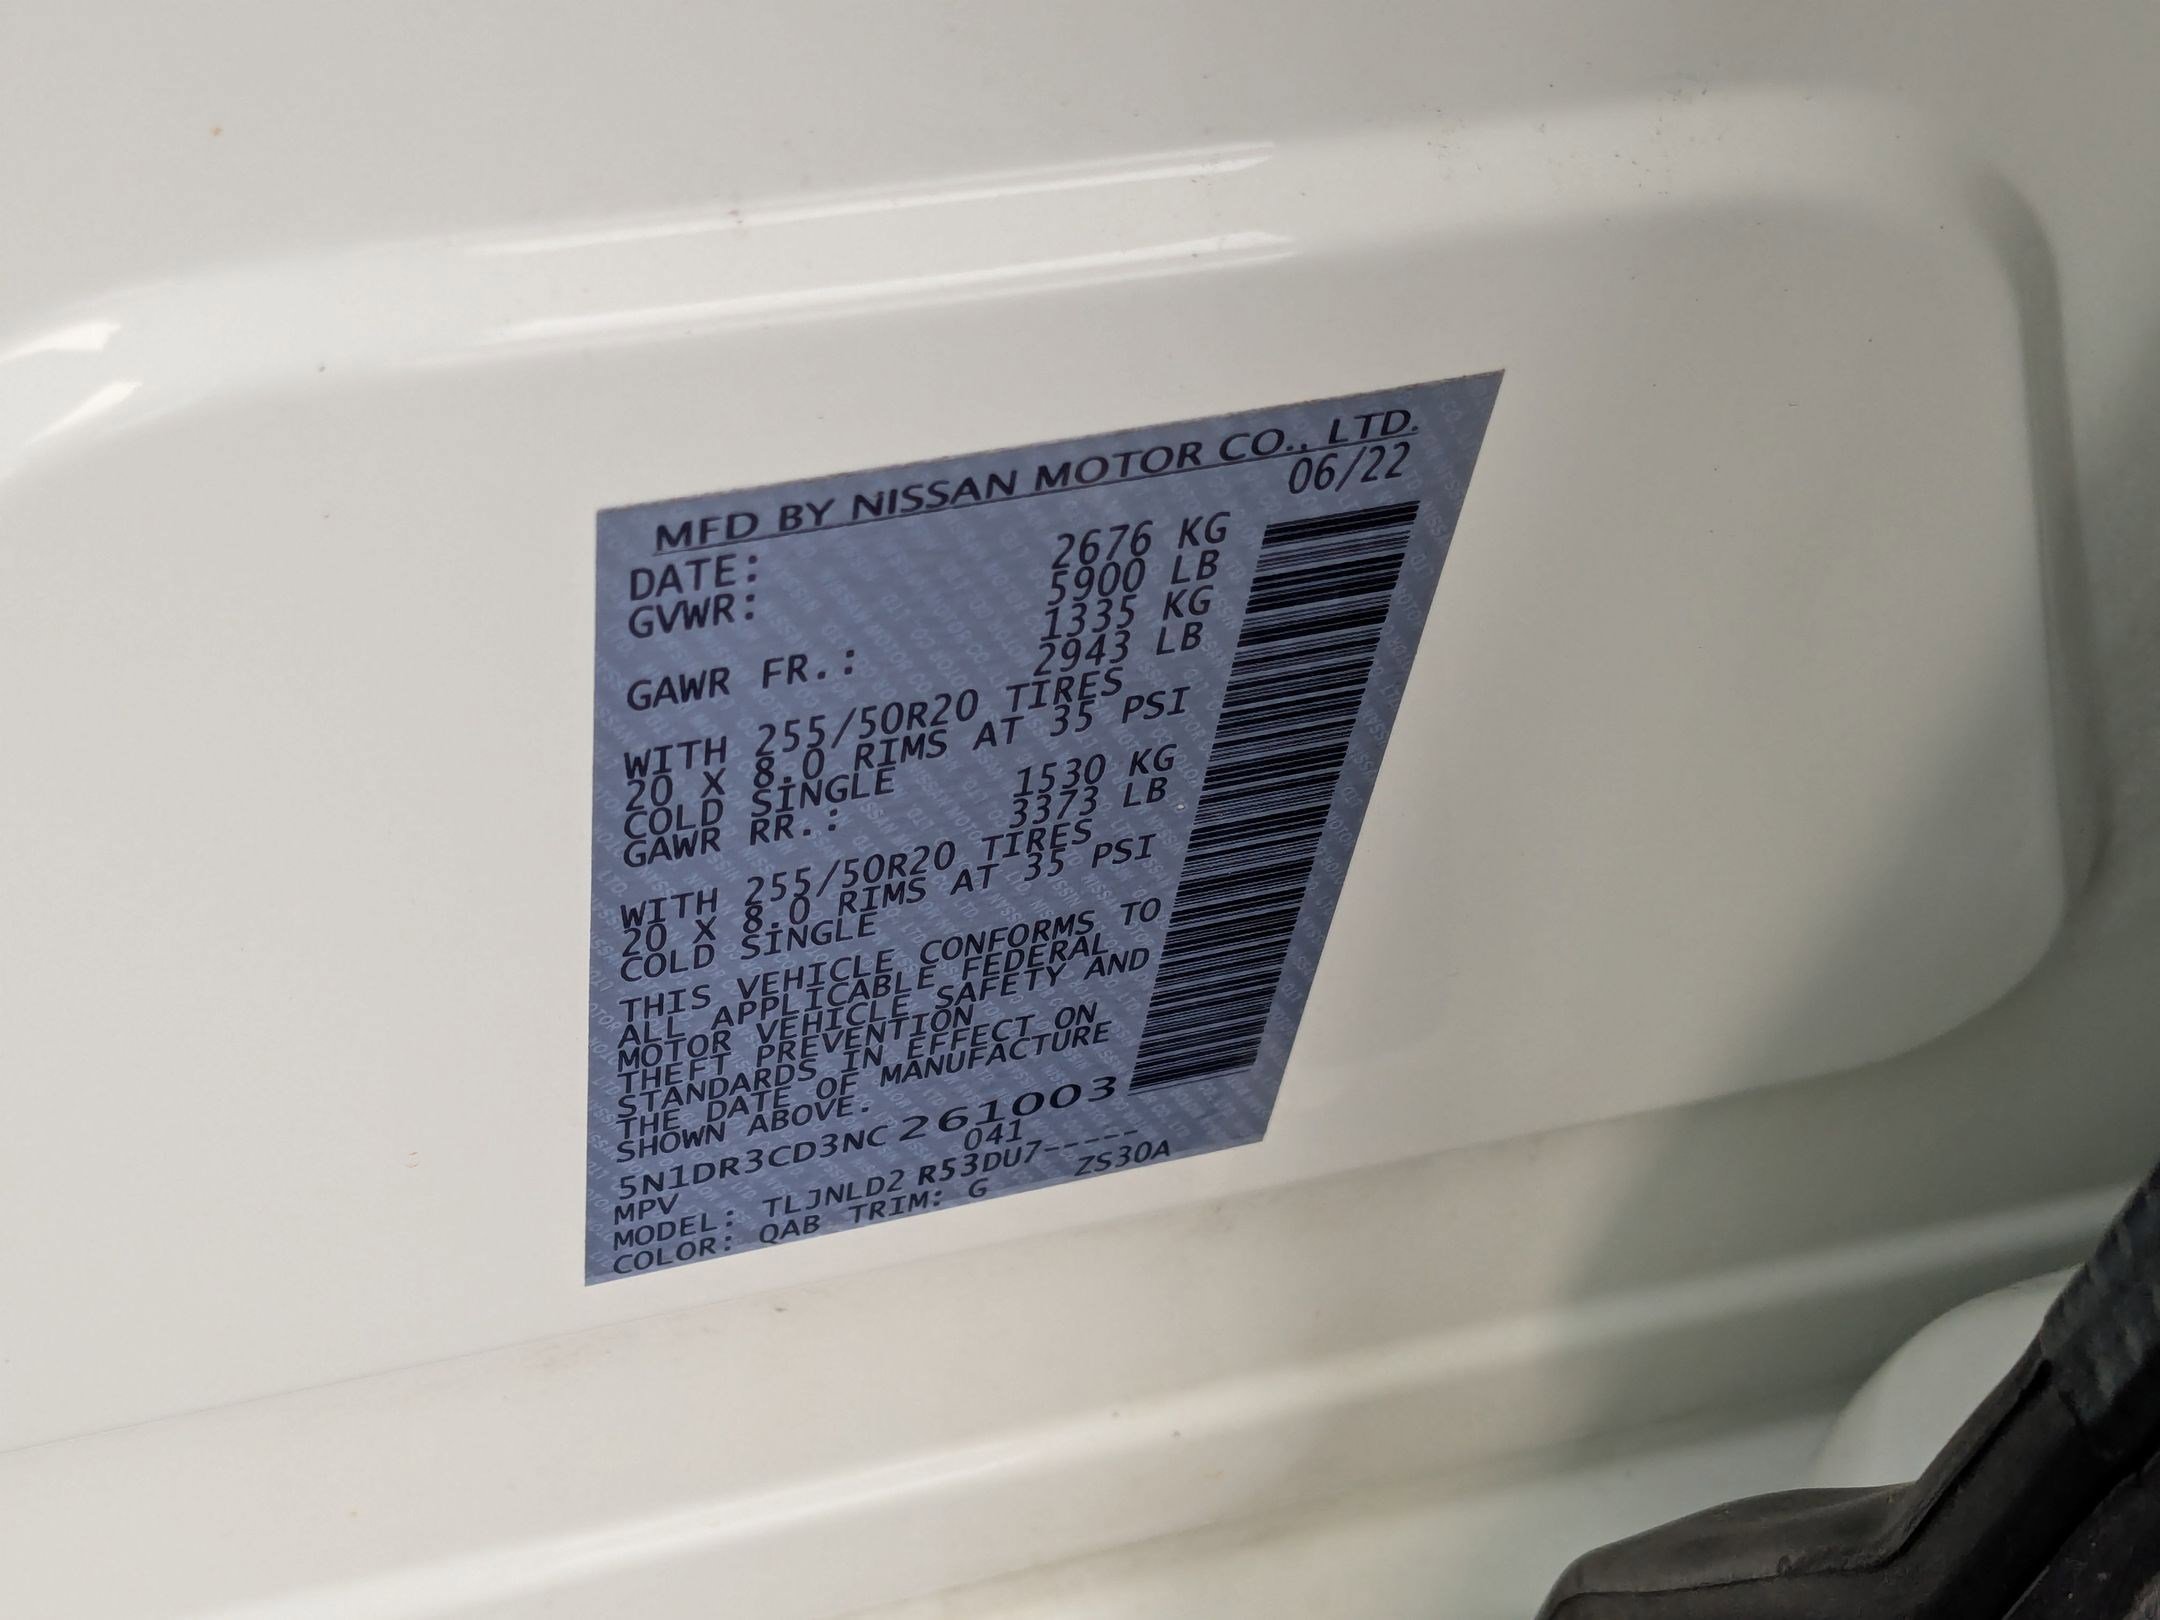 MFD BY NISSAN MOTOR CO., LTD.
DATE: 06/22
GVWR: 2676 KG
5900 LB
GAWR FR.: 1335 KG
2943 LB
WITH 255/50R20 TIRES
20 X 8.0 RIMS AT 35 PSI
COLD SINGLE
GAWR RR.: 1530 KG
3373 LB
WITH 255/50R20 TIRES
20 X 8.0 RIMS AT 35 PSI
COLD SINGLE
THIS VEHICLE CONFORMS TO
ALL APPLICABLE FEDERAL
MOTOR VEHICLE SAFETY AND
THEFT PREVENTION
STANDARDS IN EFFECT ON
THE DATE OF MANUFACTURE
SHOWN ABOVE.
5N1DR3CD3NC261003
MPV 041
MODEL: TLJNLD2 R53DU7-----
COLOR: QAB TRIM: G ZS30A